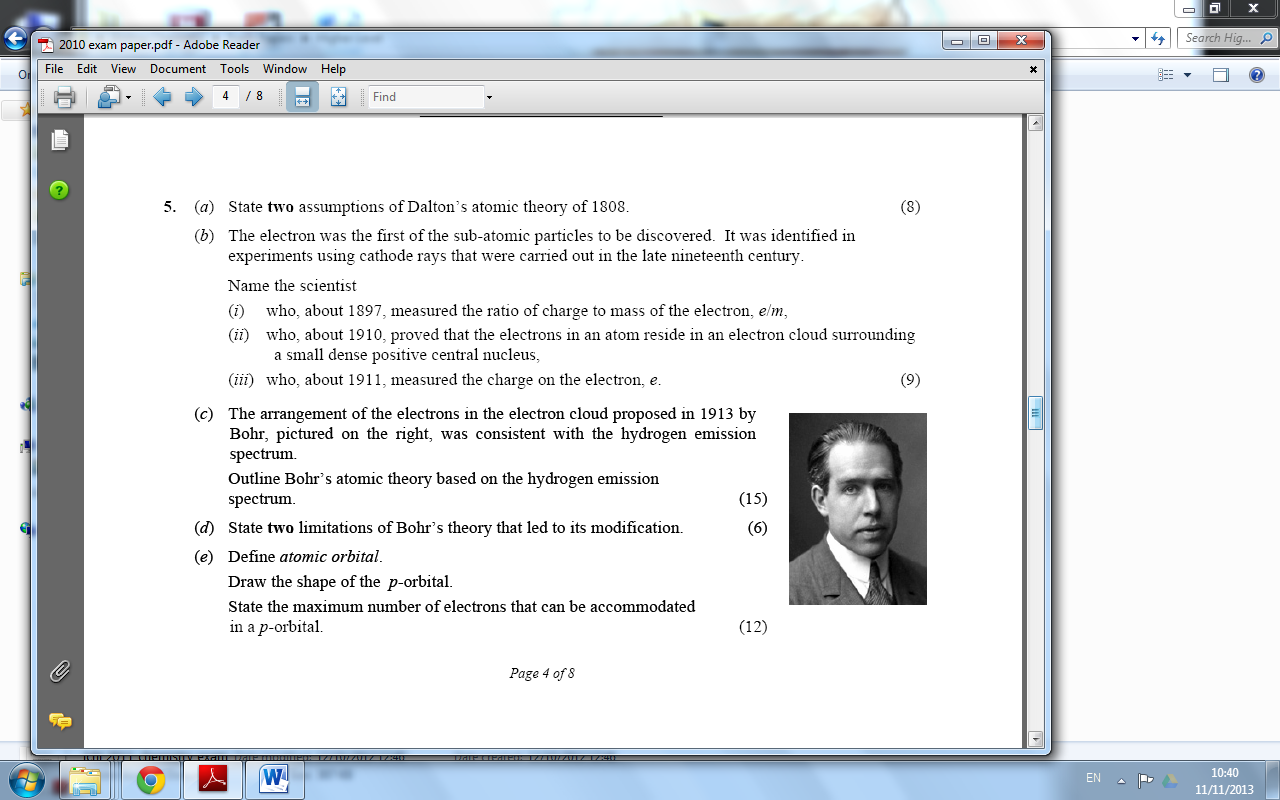 2010 exam paper.pdf - Adobe Reader
Search Hig...
File Edit View Document Tools Window Help
4 / 8 Find
5. (a) State two assumptions of Dalton's atomic theory of 1808. (8)
(b) The electron was the first of the sub-atomic particles to be discovered. It was identified in
experiments using cathode rays that were carried out in the late nineteenth century.
Name the scientist
(i) who, about 1897, measured the ratio of charge to mass of the electron, e/m,
(ii) who, about 1910, proved that the electrons in an atom reside in an electron cloud surrounding
a small dense positive central nucleus,
(iii) who, about 1911, measured the charge on the electron, e. (9)
(c) The arrangement of the electrons in the electron cloud proposed in 1913 by
Bohr, pictured on the right, was consistent with the hydrogen emission
spectrum.
Outline Bohr's atomic theory based on the hydrogen emission
spectrum. (15)
(d) State two limitations of Bohr's theory that led to its modification. (6)
(e) Define atomic orbital.
Draw the shape of the p-orbital.
State the maximum number of electrons that can be accommodated
in a p-orbital. (12)
Page 4 of 8
EN
10:40
11/11/2013